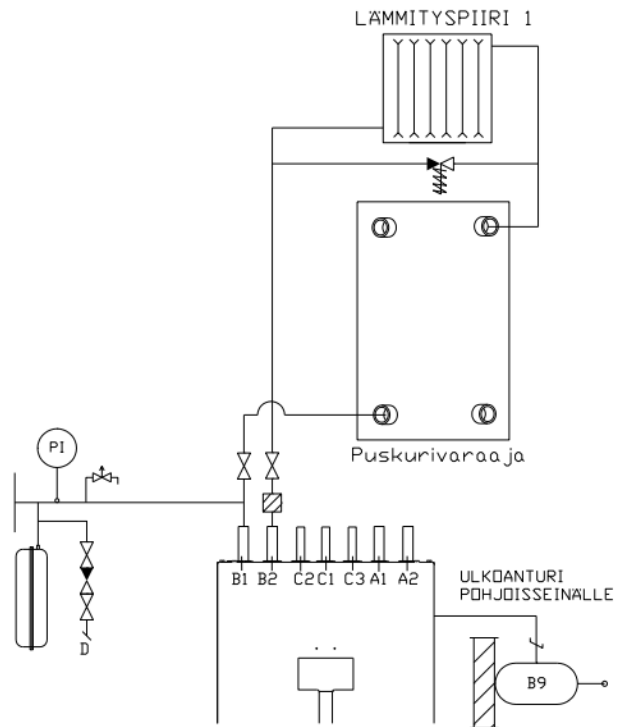 LÄMMITYSPIIRI 1
Puskurivaraaja
PI
B1 B2 C2 C1 C3 A1 A2
D
ULKOANTURI
POHJOISSEINÄLLE
B9